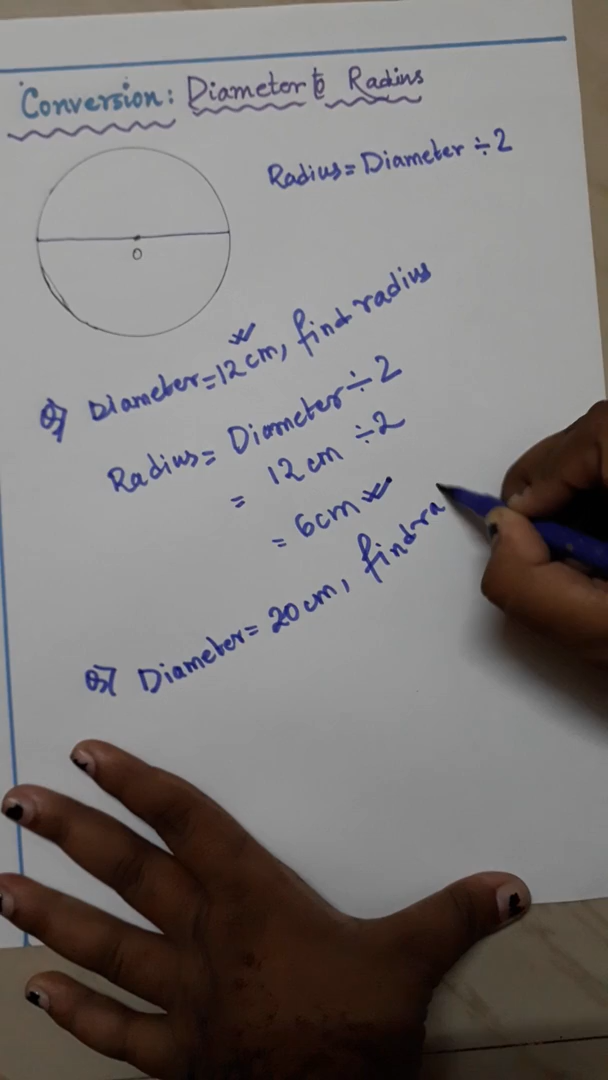 Conversion: Diameter to Radius
Radius = Diameter ÷ 2
O
Q) Diameter = 12 cm, find radius
Radius = Diameter ÷ 2
= 12 cm ÷ 2
= 6 cm
Q) Diameter = 20 cm, find ra